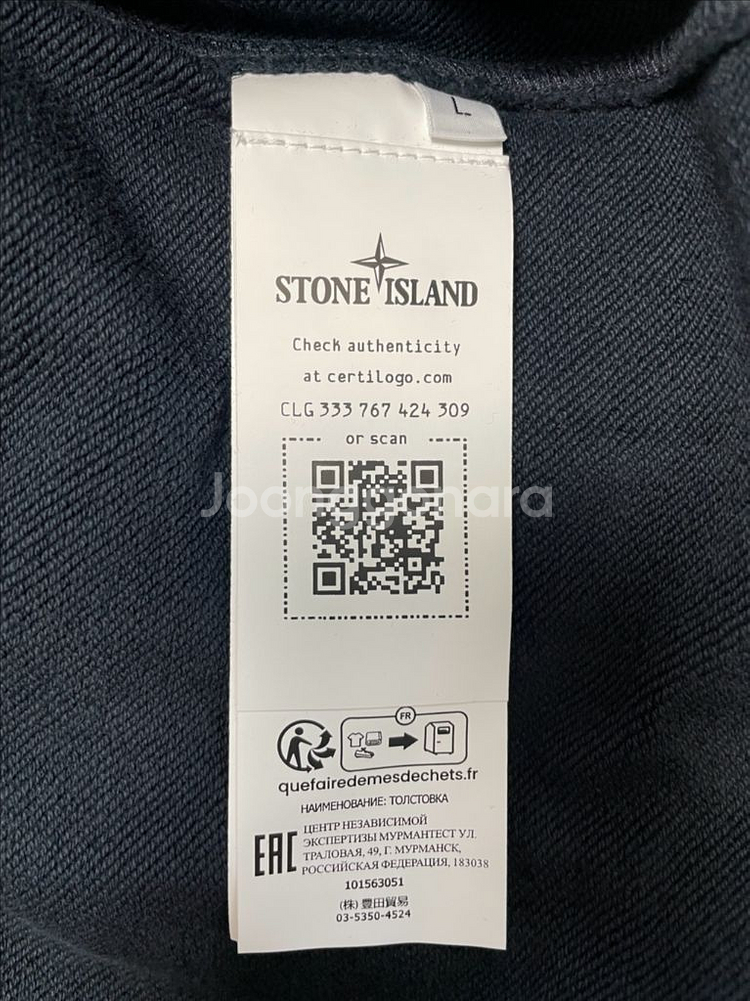 L
STONE ISLAND
Check authenticity
at certilogo.com
CLG 333 767 424 309
or scan
Joongonara
FR
quefairedemesdechets.fr
НАИМЕНОВАНИЕ: ТОЛСТОВКА
EAC
ЦЕНТР НЕЗАВИСИМОЙ
ЭКСПЕРТИЗЫ МУРМАНТЕСТ УЛ.
ТРАЛОВАЯ, 49, Г. МУРМАНСК,
РОССИЙСКАЯ ФЕДЕРАЦИЯ, 183038
101563051
(株) 豊田貿易
03-5350-4524